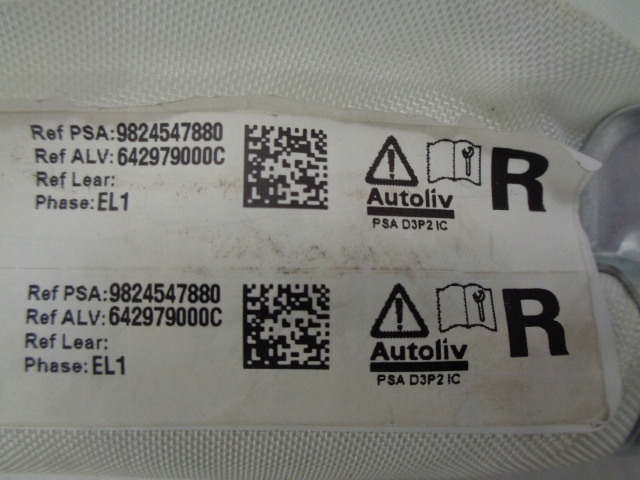 Ref PSA:9824547880
Ref ALV:642979000C
Ref Lear:
Phase:EL1
Autoliv
PSA D3P2 IC
R
Ref PSA:9824547880
Ref ALV:642979000C
Ref Lear:
Phase:EL1
Autoliv
PSA D3P2 IC
R